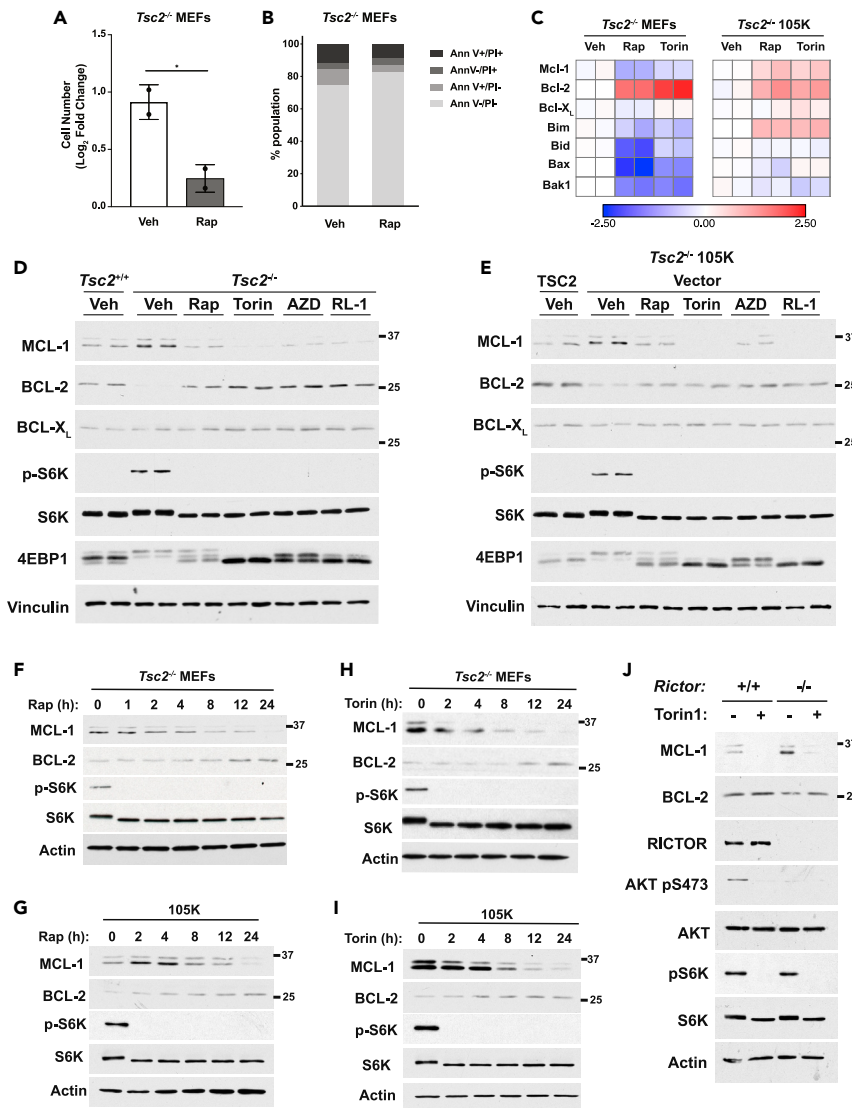 A
Tsc2-/- MEFs
Cell Number
(Log2 Fold Change)
1.5
1.0
0.5
0.0
*
Veh Rap
B
Tsc2-/- MEFs
% population
100
80
60
40
20
0
Veh Rap
Ann V+/PI+
AnnV-/PI+
Ann V+/PI-
Ann V-/PI-
C
Tsc2-/- MEFs Tsc2-/- 105K
Veh Rap Torin Veh Rap Torin
Mcl-1
Bcl-2
Bcl-XL
Bim
Bid
Bax
Bak1
-2.50 0.00 2.50
D
Tsc2+/+ Tsc2-/-
Veh Veh Rap Torin AZD RL-1
MCL-1 37
BCL-2 25
BCL-XL 25
p-S6K
S6K
4EBP1
Vinculin
E
Tsc2-/- 105K
TSC2 Vector
Veh Veh Rap Torin AZD RL-1
MCL-1
BCL-2 25
BCL-XL 25
p-S6K
S6K
4EBP1
Vinculin
F
Tsc2-/- MEFs
Rap (h): 0 1 2 4 8 12 24
MCL-1 37
BCL-2 25
p-S6K
S6K
Actin
G
105K
Rap (h): 0 2 4 8 12 24
MCL-1 37
BCL-2 25
p-S6K
S6K
Actin
H
Tsc2-/- MEFs
Torin (h): 0 2 4 8 12 24
MCL-1 37
BCL-2 25
p-S6K
S6K
Actin
I
105K
Torin (h): 0 2 4 8 12 24
MCL-1 37
BCL-2 25
p-S6K
S6K
Actin
J
Rictor: +/+ -/-
Torin1: - + - +
MCL-1
BCL-2
RICTOR
AKT pS473
AKT
pS6K
S6K
Actin